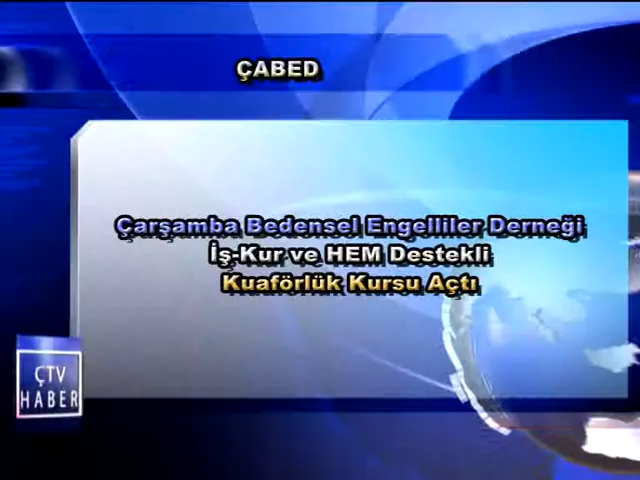 ÇABED
Çarşamba Bedensel Engelliler Derneği
İş-Kur ve HEM Destekli
Kuaförlük Kursu Açtı
ÇTV
HABER